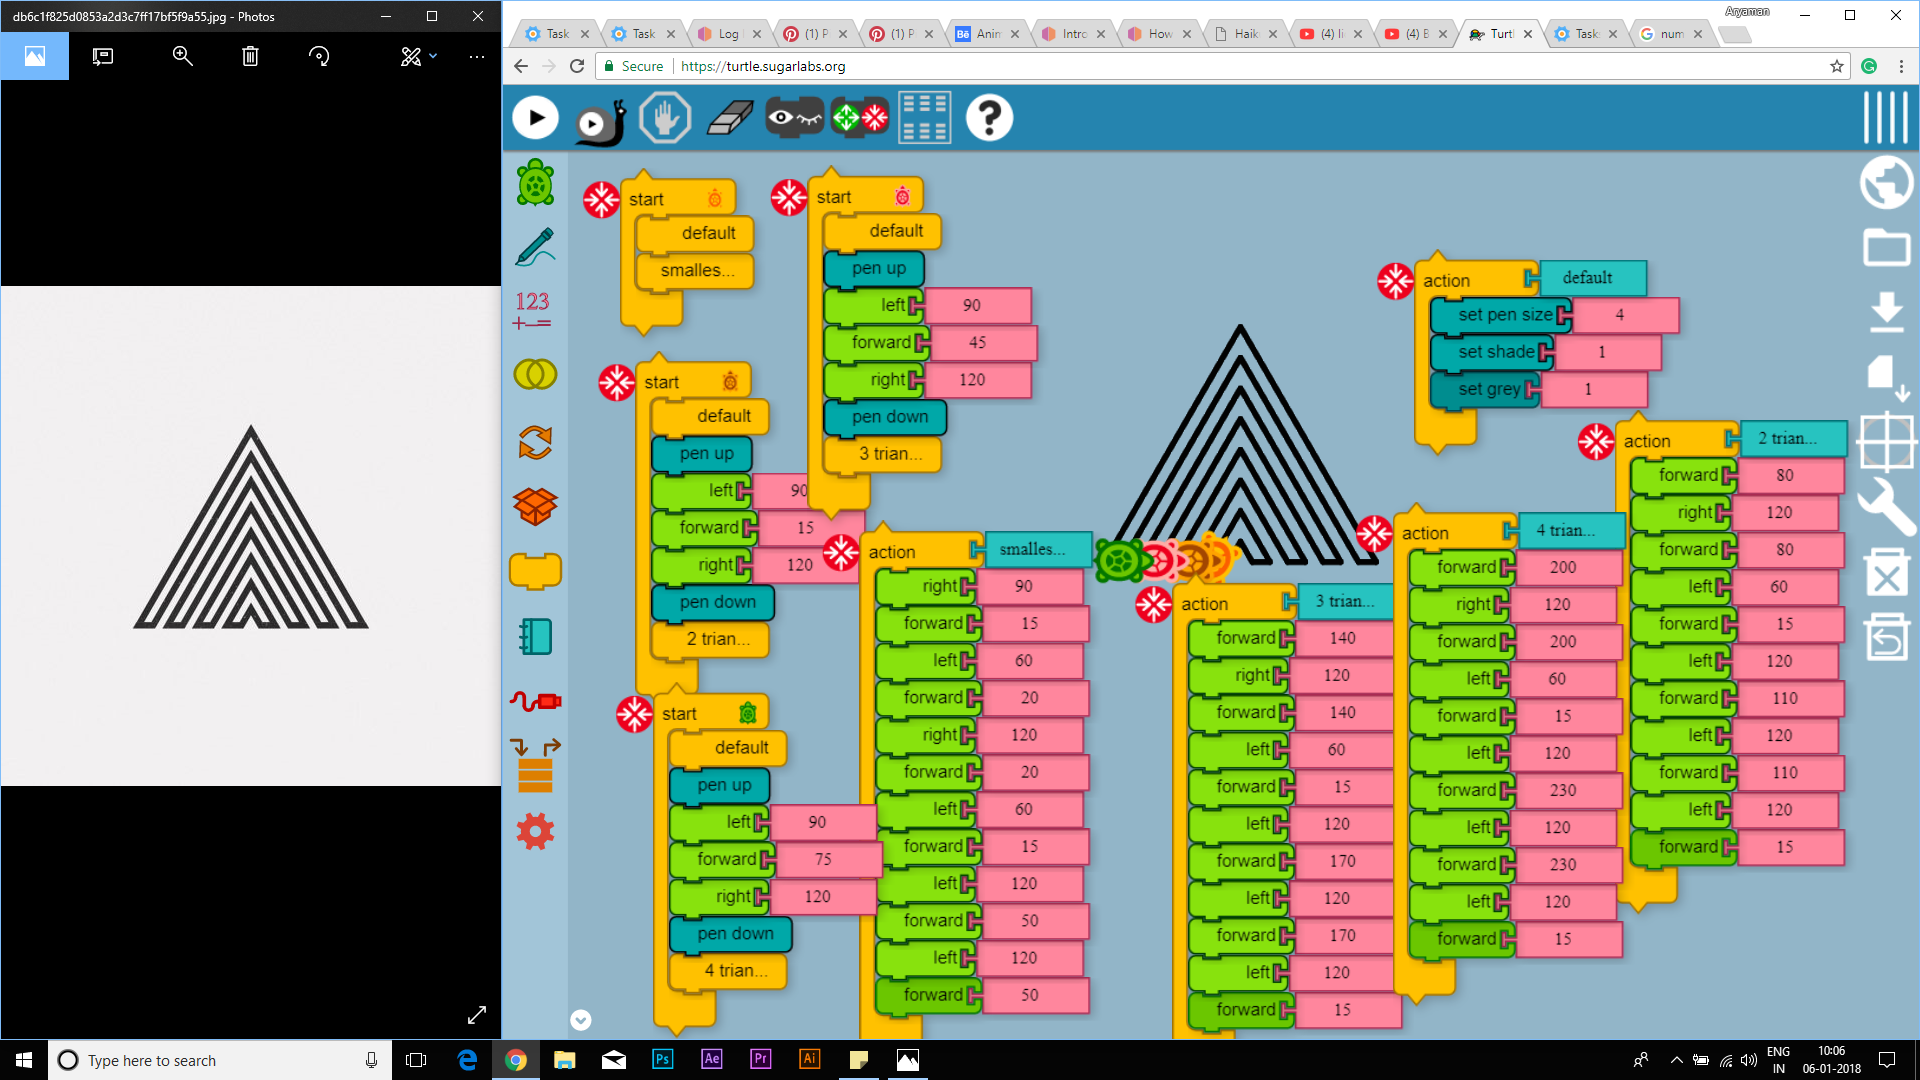 db6c1f825d0853a2d3c7ff17bf5f9a55.jpg - Photos
Aryaman
Task
Task
Log
(1) P
(1) P
Bē Anim
Intro
How
Haik
(4) li
(4) B
Turtl
Task
num
Secure
https://turtle.sugarlabs.org
?
123
+-=
start
default
smalles...
start
default
pen up
left 90
forward 45
right 120
pen down
3 trian...
start
default
pen up
left 90
forward 15
right 120
pen down
2 trian...
start
default
pen up
left 90
forward 75
right 120
pen down
4 trian...
action smalles...
right 90
forward 15
left 60
forward 20
right 120
forward 20
left 60
forward 15
left 120
forward 50
left 120
forward 50
action 3 trian...
forward 140
right 120
forward 140
left 60
forward 15
left 120
forward 170
left 120
forward 170
left 120
forward 15
action 4 trian...
forward 200
right 120
forward 200
left 60
forward 15
left 120
forward 230
left 120
forward 230
left 120
forward 15
action default
set pen size 4
set shade 1
set grey 1
action 2 trian...
forward 80
right 120
forward 80
left 60
forward 15
left 120
forward 110
left 120
forward 110
left 120
forward 15
Type here to search
Ps
Ae
Pr
Ai
ENG
IN
10:06
06-01-2018